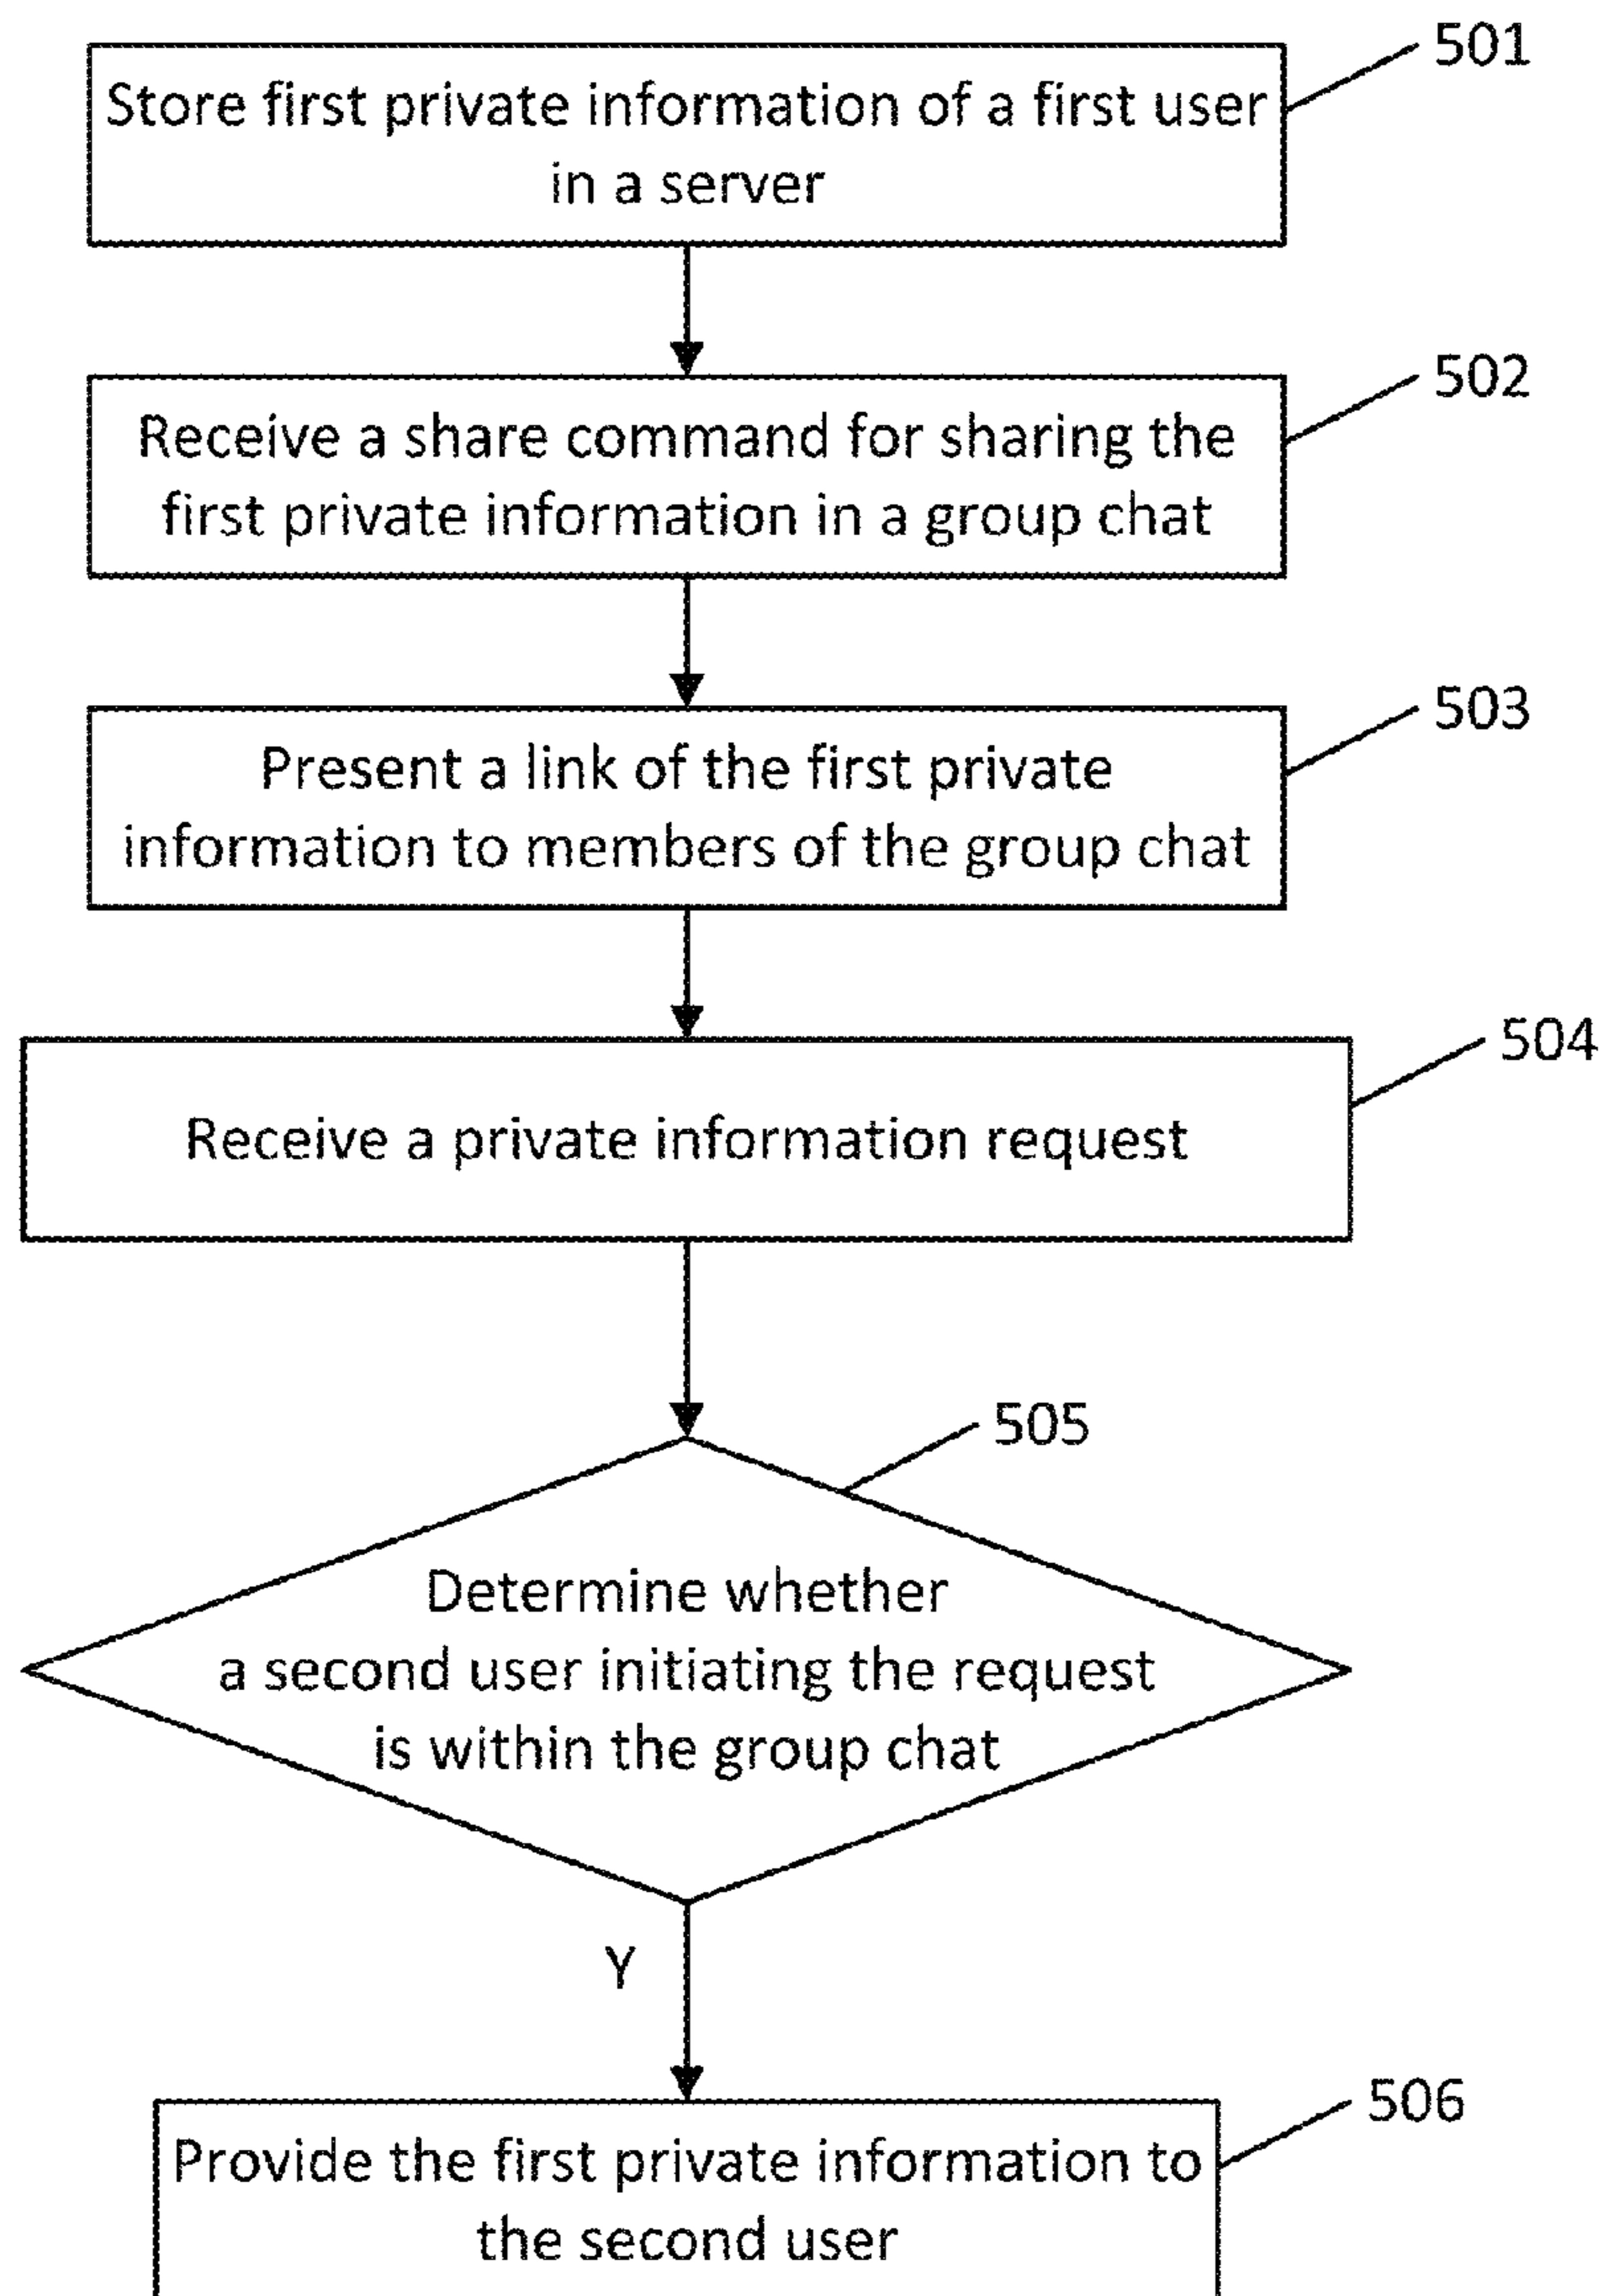 501
Store first private information of a first user
in a server
502
Receive a share command for sharing the
first private information in a group chat
503
Present a link of the first private
information to members of the group chat
504
Receive a private information request
505
Determine whether
a second user initiating the request
is within the group chat
Y
506
Provide the first private information to
the second user